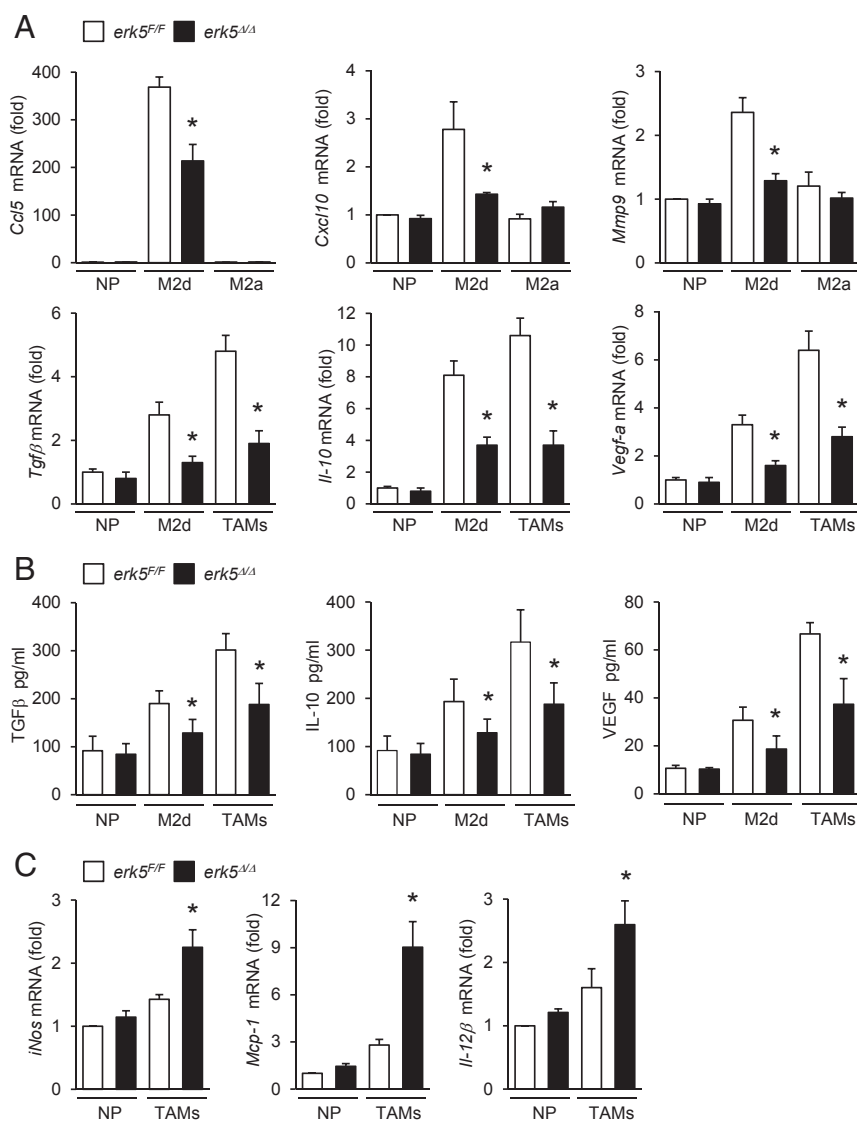 A
erk5F/F erk5Δ/Δ
Ccl5 mRNA (fold)
400
300
200
100
0
*
NP M2d M2a
Cxcl10 mRNA (fold)
4
3
2
1
0
*
NP M2d M2a
Mmp9 mRNA (fold)
3
2
1
0
*
NP M2d M2a
Tgfβ mRNA (fold)
6
4
2
0
* *
NP M2d TAMs
Il-10 mRNA (fold)
12
10
8
6
4
2
0
* *
NP M2d TAMs
Vegf-a mRNA (fold)
8
6
4
2
0
* *
NP M2d TAMs
B
erk5F/F erk5Δ/Δ
TGFβ pg/ml
400
300
200
100
0
* *
NP M2d TAMs
IL-10 pg/ml
400
300
200
100
0
* *
NP M2d TAMs
VEGF pg/ml
80
60
40
20
0
* *
NP M2d TAMs
C
erk5F/F erk5Δ/Δ
iNos mRNA (fold)
3
2
1
0
*
NP TAMs
Mcp-1 mRNA (fold)
12
9
6
3
0
*
NP TAMs
Il-12β mRNA (fold)
3
2
1
0
*
NP TAMs